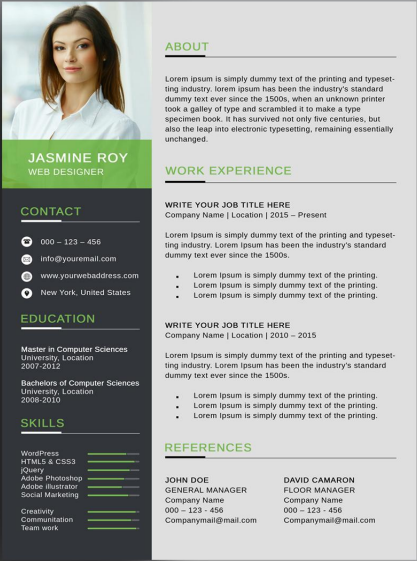 JASMINE ROY
WEB DESIGNER
CONTACT
000 – 123 – 456
info@youremail.com
www.yourwebaddress.com
New York, United States
EDUCATION
Master in Computer Sciences
University, Location
2007-2012
Bachelors of Computer Sciences
University, Location
2008-2010
SKILLS
WordPress
HTML5 & CSS3
jQuery
Adobe Photoshop
Adobe illustrator
Social Marketing
Creativity
Communitation
Team work
ABOUT
Lorem ipsum is simply dummy text of the printing and typeset-
ting industry. lorem ipsum has been the industry's standard
dummy text ever since the 1500s, when an unknown printer
took a galley of type and scrambled it to make a type
specimen book. It has survived not only five centuries, but
also the leap into electronic typesetting, remaining essentially
unchanged.
WORK EXPERIENCE
WRITE YOUR JOB TITLE HERE
Company Name | Location | 2015 – Present
Lorem Ipsum is simply dummy text of the printing and typeset-
ting industry. Lorem Ipsum has been the industry's standard
dummy text ever since the 1500s.
• Lorem Ipsum is simply dummy text of the printing.
• Lorem Ipsum is simply dummy text of the printing.
• Lorem Ipsum is simply dummy text of the printing.
WRITE YOUR JOB TITLE HERE
Company Name | Location | 2010 – 2015
Lorem Ipsum is simply dummy text of the printing and typeset-
ting industry. Lorem Ipsum has been the industry's standard
dummy text ever since the 1500s.
• Lorem Ipsum is simply dummy text of the printing.
• Lorem Ipsum is simply dummy text of the printing.
• Lorem Ipsum is simply dummy text of the printing.
REFERENCES
JOHN DOE
GENERAL MANAGER
Company Name
000 – 123 - 456
Companymail@mail.com
DAVID CAMARON
FLOOR MANAGER
Company Name
000 – 123 - 456
Companymail@mail.com